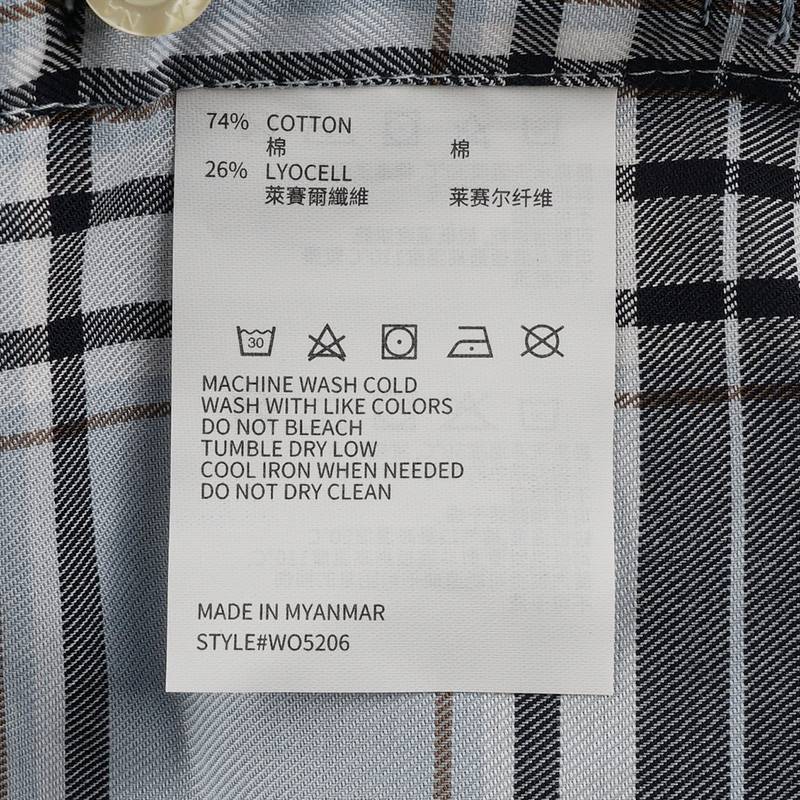 74% COTTON
棉 棉
26% LYOCELL
萊賽爾纖維 莱赛尔纤维
30
MACHINE WASH COLD
WASH WITH LIKE COLORS
DO NOT BLEACH
TUMBLE DRY LOW
COOL IRON WHEN NEEDED
DO NOT DRY CLEAN
MADE IN MYANMAR
STYLE#WO5206